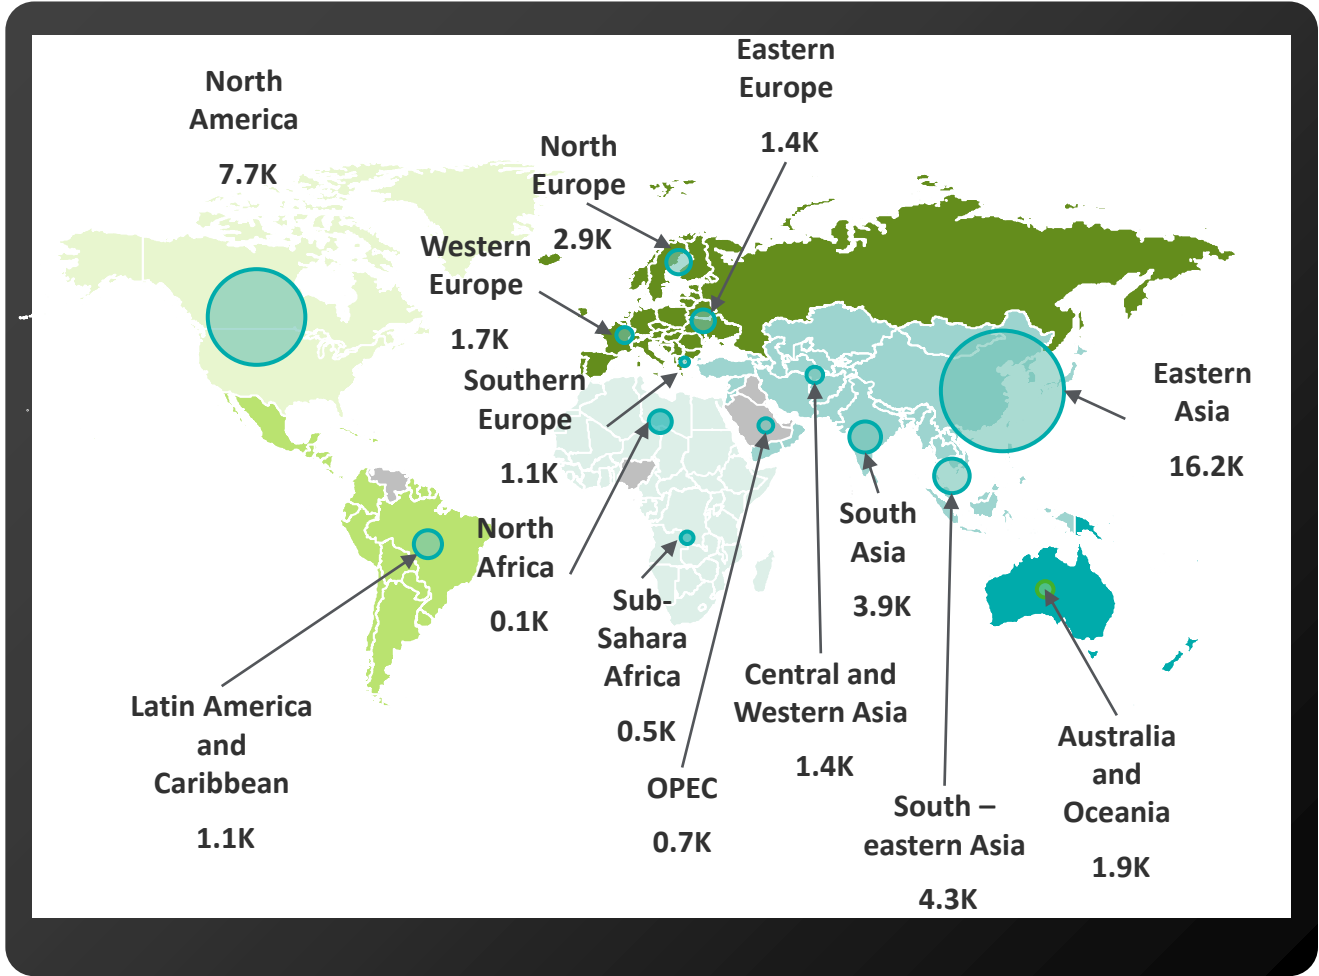 Eastern
Europe
1.4K
North
America
7.7K
North
Europe
2.9K
Western
Europe
1.7K
Southern
Europe
1.1K
Eastern
Asia
16.2K
North
Africa
0.1K
South
Asia
3.9K
Sub-
Sahara
Africa
0.5K
Central and
Western Asia
1.4K
Latin America
and
Caribbean
1.1K
OPEC
0.7K
South –
eastern Asia
4.3K
Australia
and
Oceania
1.9K